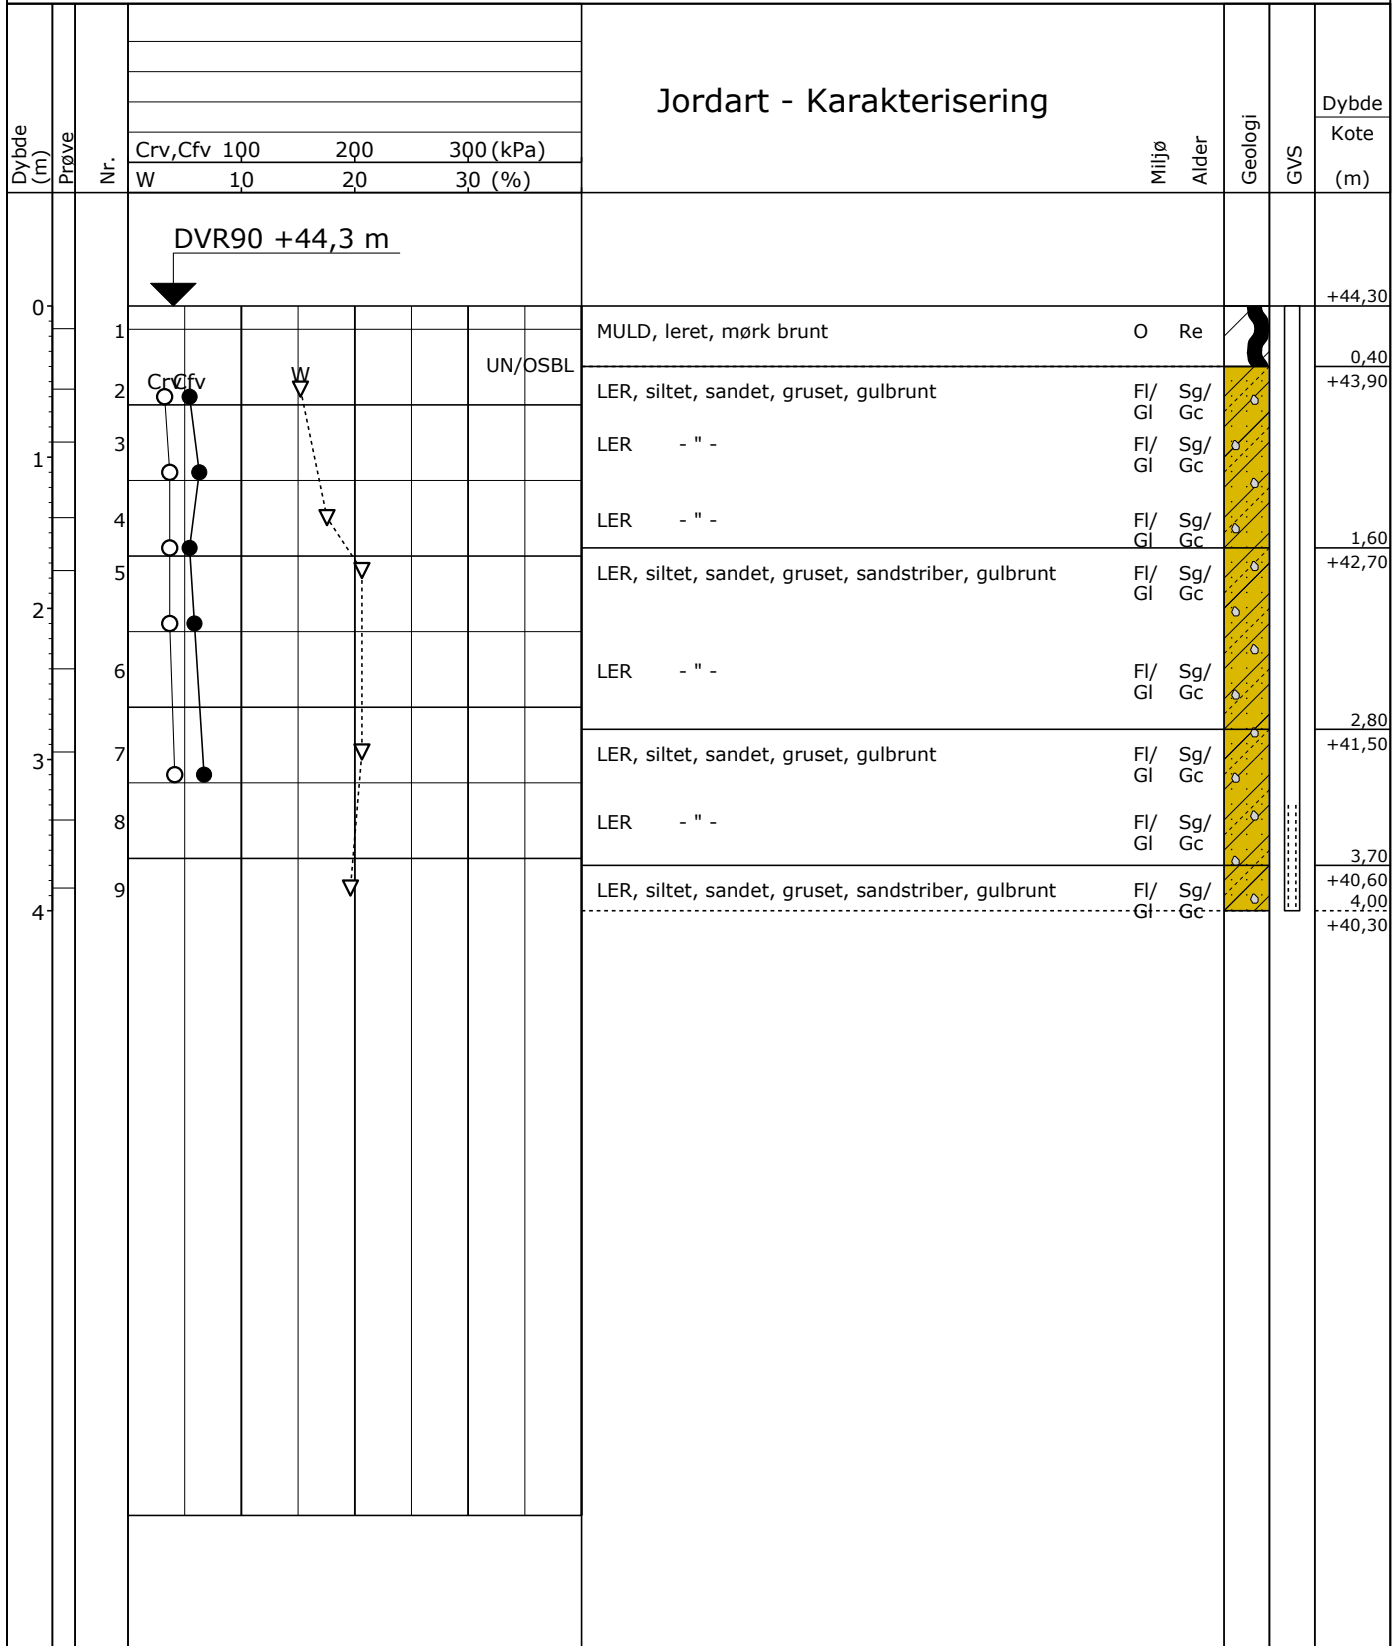 Jordart - Karakterisering
Dybde (m)
Prøve
Nr.
Crv,Cfv 100 200 300 (kPa)
W 10 20 30 (%)
Miljø
Alder
Geologi
GVS
Dybde
Kote
(m)
DVR90 +44,3 m
0 +44,30
1 MULD, leret, mørk brunt O Re
UN/OSBL 0,40
Crv Cfv W +43,90
2 LER, siltet, sandet, gruset, gulbrunt Fl/ Sg/
Gl Gc
3 LER - " - Fl/ Sg/
1 Gl Gc
4 LER - " - Fl/ Sg/
Gl Gc 1,60
+42,70
5 LER, siltet, sandet, gruset, sandstriber, gulbrunt Fl/ Sg/
Gl Gc
2
6 LER - " - Fl/ Sg/
Gl Gc
2,80
+41,50
7 LER, siltet, sandet, gruset, gulbrunt Fl/ Sg/
3 Gl Gc
8 LER - " - Fl/ Sg/
Gl Gc
3,70
+40,60
9 LER, siltet, sandet, gruset, sandstriber, gulbrunt Fl/ Sg/
4,00
4 Gl Gc
+40,30